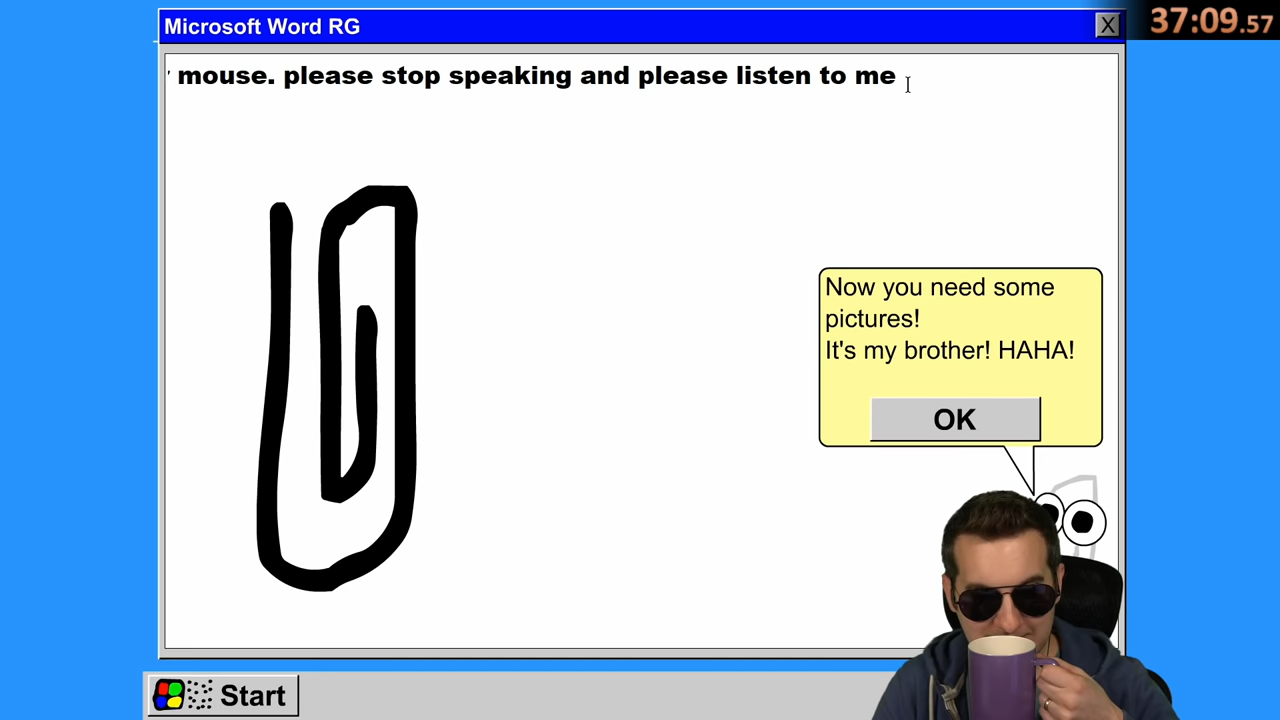 37:09.57
Microsoft Word RG
X
mouse. please stop speaking and please listen to me
Now you need some
pictures!
It's my brother! HAHA!
OK
Start